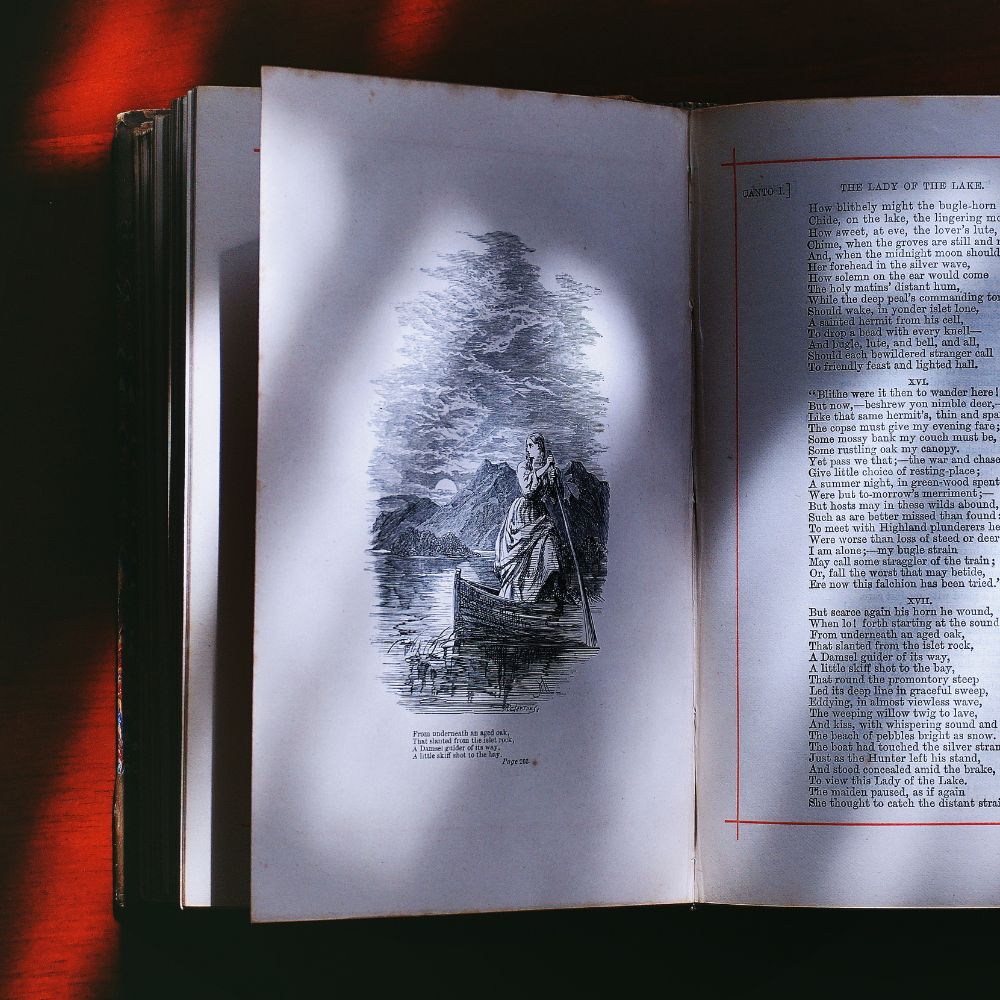 From underneath an aged oak,
That slanted from the islet rock,
A Damsel guider of its way,
A little skiff shot to the bay.
Page 202
CANTO I.]
THE LADY OF THE LAKE.
How blithely might the bugle-horn
Chide, on the lake, the lingering
How sweet, at eve, the lover's lute,
Chime, when the groves are still and
And, when the midnight moon should
Her forehead in the silver wave,
How solemn on the ear would come
The holy matins' distant hum,
While the deep peal's commanding
Should wake, in yonder islet lone,
A sainted hermit from his cell,
To drop a bead with every knell—
And bugle, lute, and bell, and all,
Should each bewildered stranger call
To friendly feast and lighted hall.
XVI.
"Blithe were it then to wander here!
But now,—beshrew yon nimble deer,—
Like that same hermit's, thin and
The copse must give my evening fare;
Some mossy bank my couch must be,
Some rustling oak my canopy.
Yet pass we that;—the war and chase
Give little choice of resting-place;
A summer night, in green-wood spent
Were but to-morrow's merriment;—
But hosts may in these wilds abound,
Such as are better missed than found;
To meet with Highland plunderers
Were worse than loss of steed or deer
I am alone;—my bugle strain
May call some straggler of the train;
Or, fall the worst that may betide,
Ere now this falchion has been tried."
XVII.
But scarce again his horn he wound,
When lo! forth starting at the sound
From underneath an aged oak,
That slanted from the islet rock,
A Damsel guider of its way,
A little skiff shot to the bay,
That round the promontory steep
Led its deep line in graceful sweep,
Eddying, in almost viewless wave,
The weeping willow twig to lave,
And kiss, with whispering sound and
The beach of pebbles bright as snow.
The boat had touched the silver
Just as the Hunter left his stand,
And stood concealed amid the brake,
To view this Lady of the Lake.
The maiden paused, as if again
She thought to catch the distant